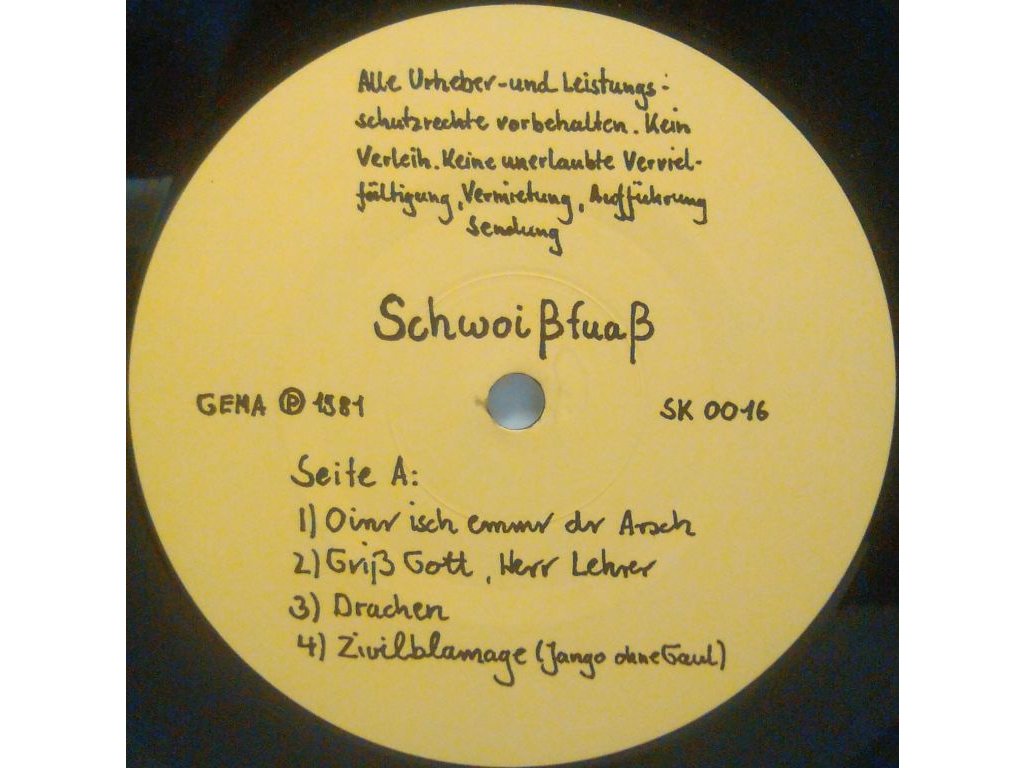 Alle Urheber-und Leistungs-
schutzrechte vorbehalten. Kein
Verleih. Keine unerlaubte Verviel-
fältigung, Vermietung, Aufführung
Sendung
Schwoißfuaß
GEMA Ⓟ 1981
SK 0016
Seite A:
1) Oinr isch emmr dr Arsch
2) Griß Gott, Herr Lehrer
3) Drachen
4) Zivilblamage (Jango ohne Gaul)